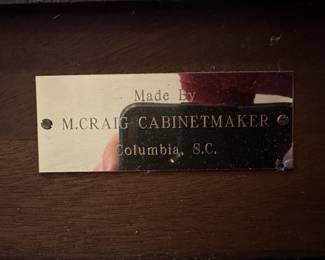 Made By
M.CRAIG CABINETMAKER
Columbia, S.C.